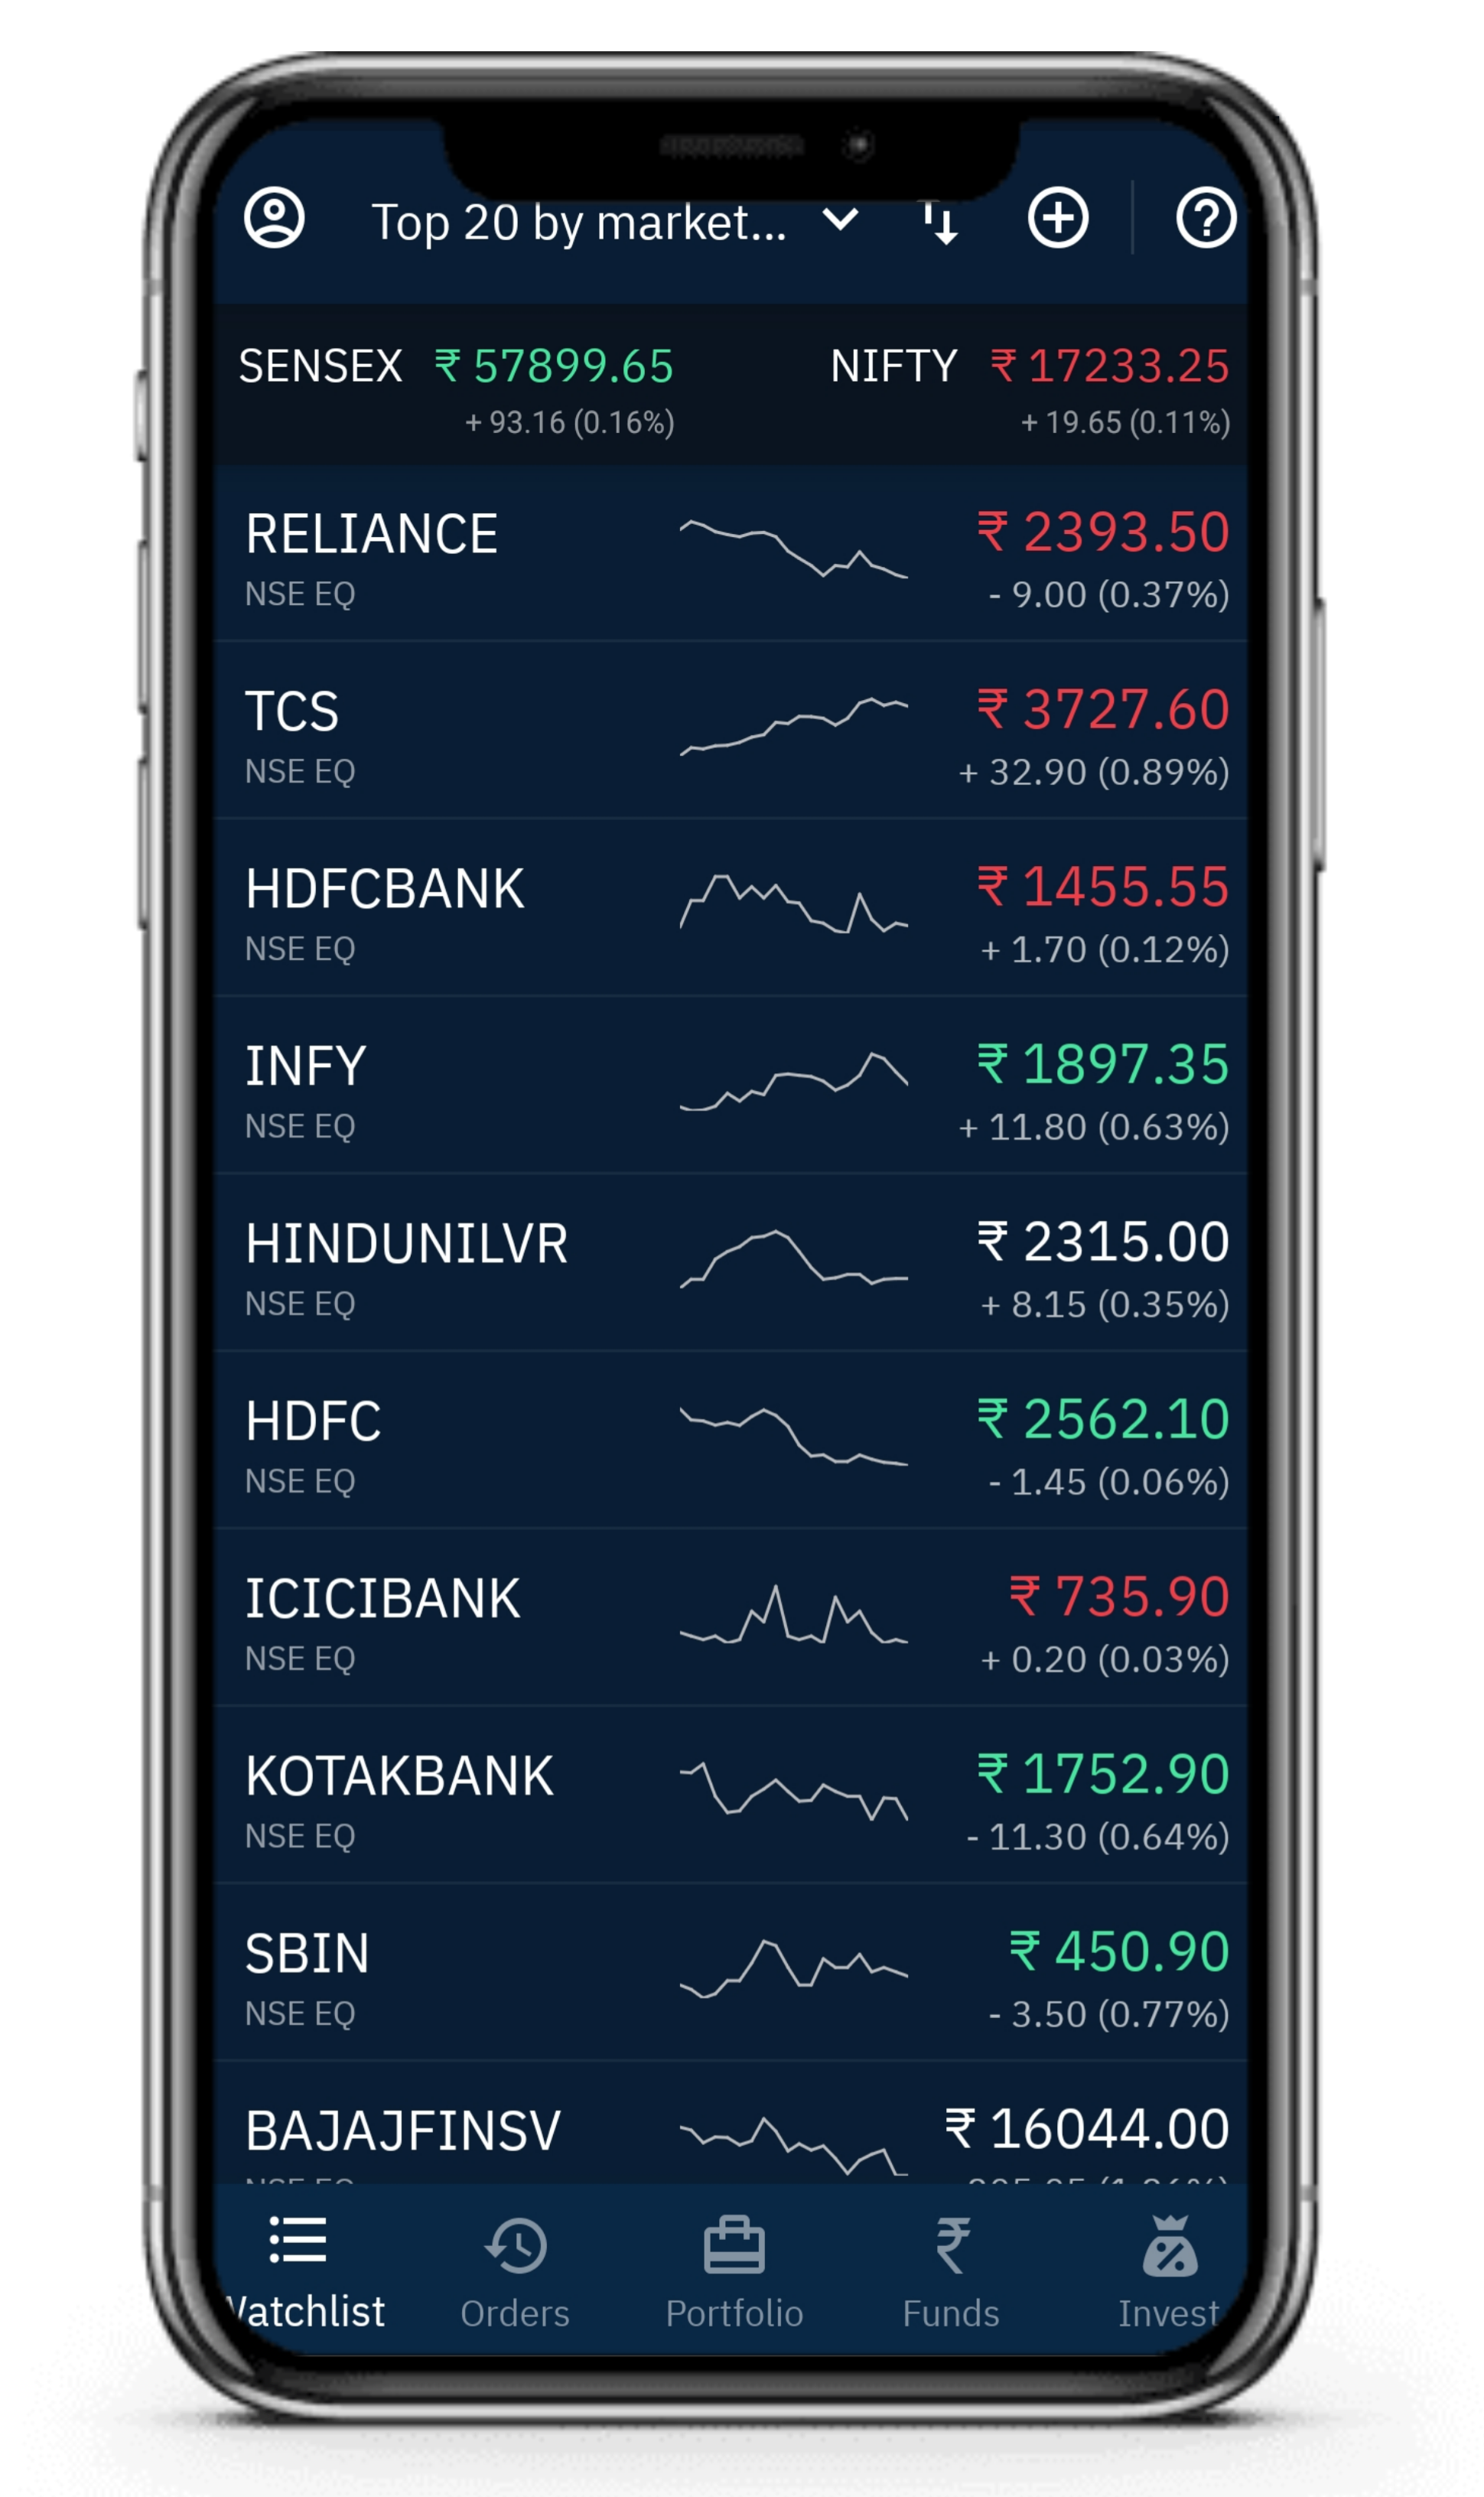 Top 20 by market...
SENSEX ₹ 57899.65 NIFTY ₹ 17233.25
+ 93.16 (0.16%) + 19.65 (0.11%)
RELIANCE ₹ 2393.50
NSE EQ - 9.00 (0.37%)
TCS ₹ 3727.60
NSE EQ + 32.90 (0.89%)
HDFCBANK ₹ 1455.55
NSE EQ + 1.70 (0.12%)
INFY ₹ 1897.35
NSE EQ + 11.80 (0.63%)
HINDUNILVR ₹ 2315.00
NSE EQ + 8.15 (0.35%)
HDFC ₹ 2562.10
NSE EQ - 1.45 (0.06%)
ICICIBANK ₹ 735.90
NSE EQ + 0.20 (0.03%)
KOTAKBANK ₹ 1752.90
NSE EQ - 11.30 (0.64%)
SBIN ₹ 450.90
NSE EQ - 3.50 (0.77%)
BAJAJFINSV ₹ 16044.00
Watchlist Orders Portfolio Funds Invest